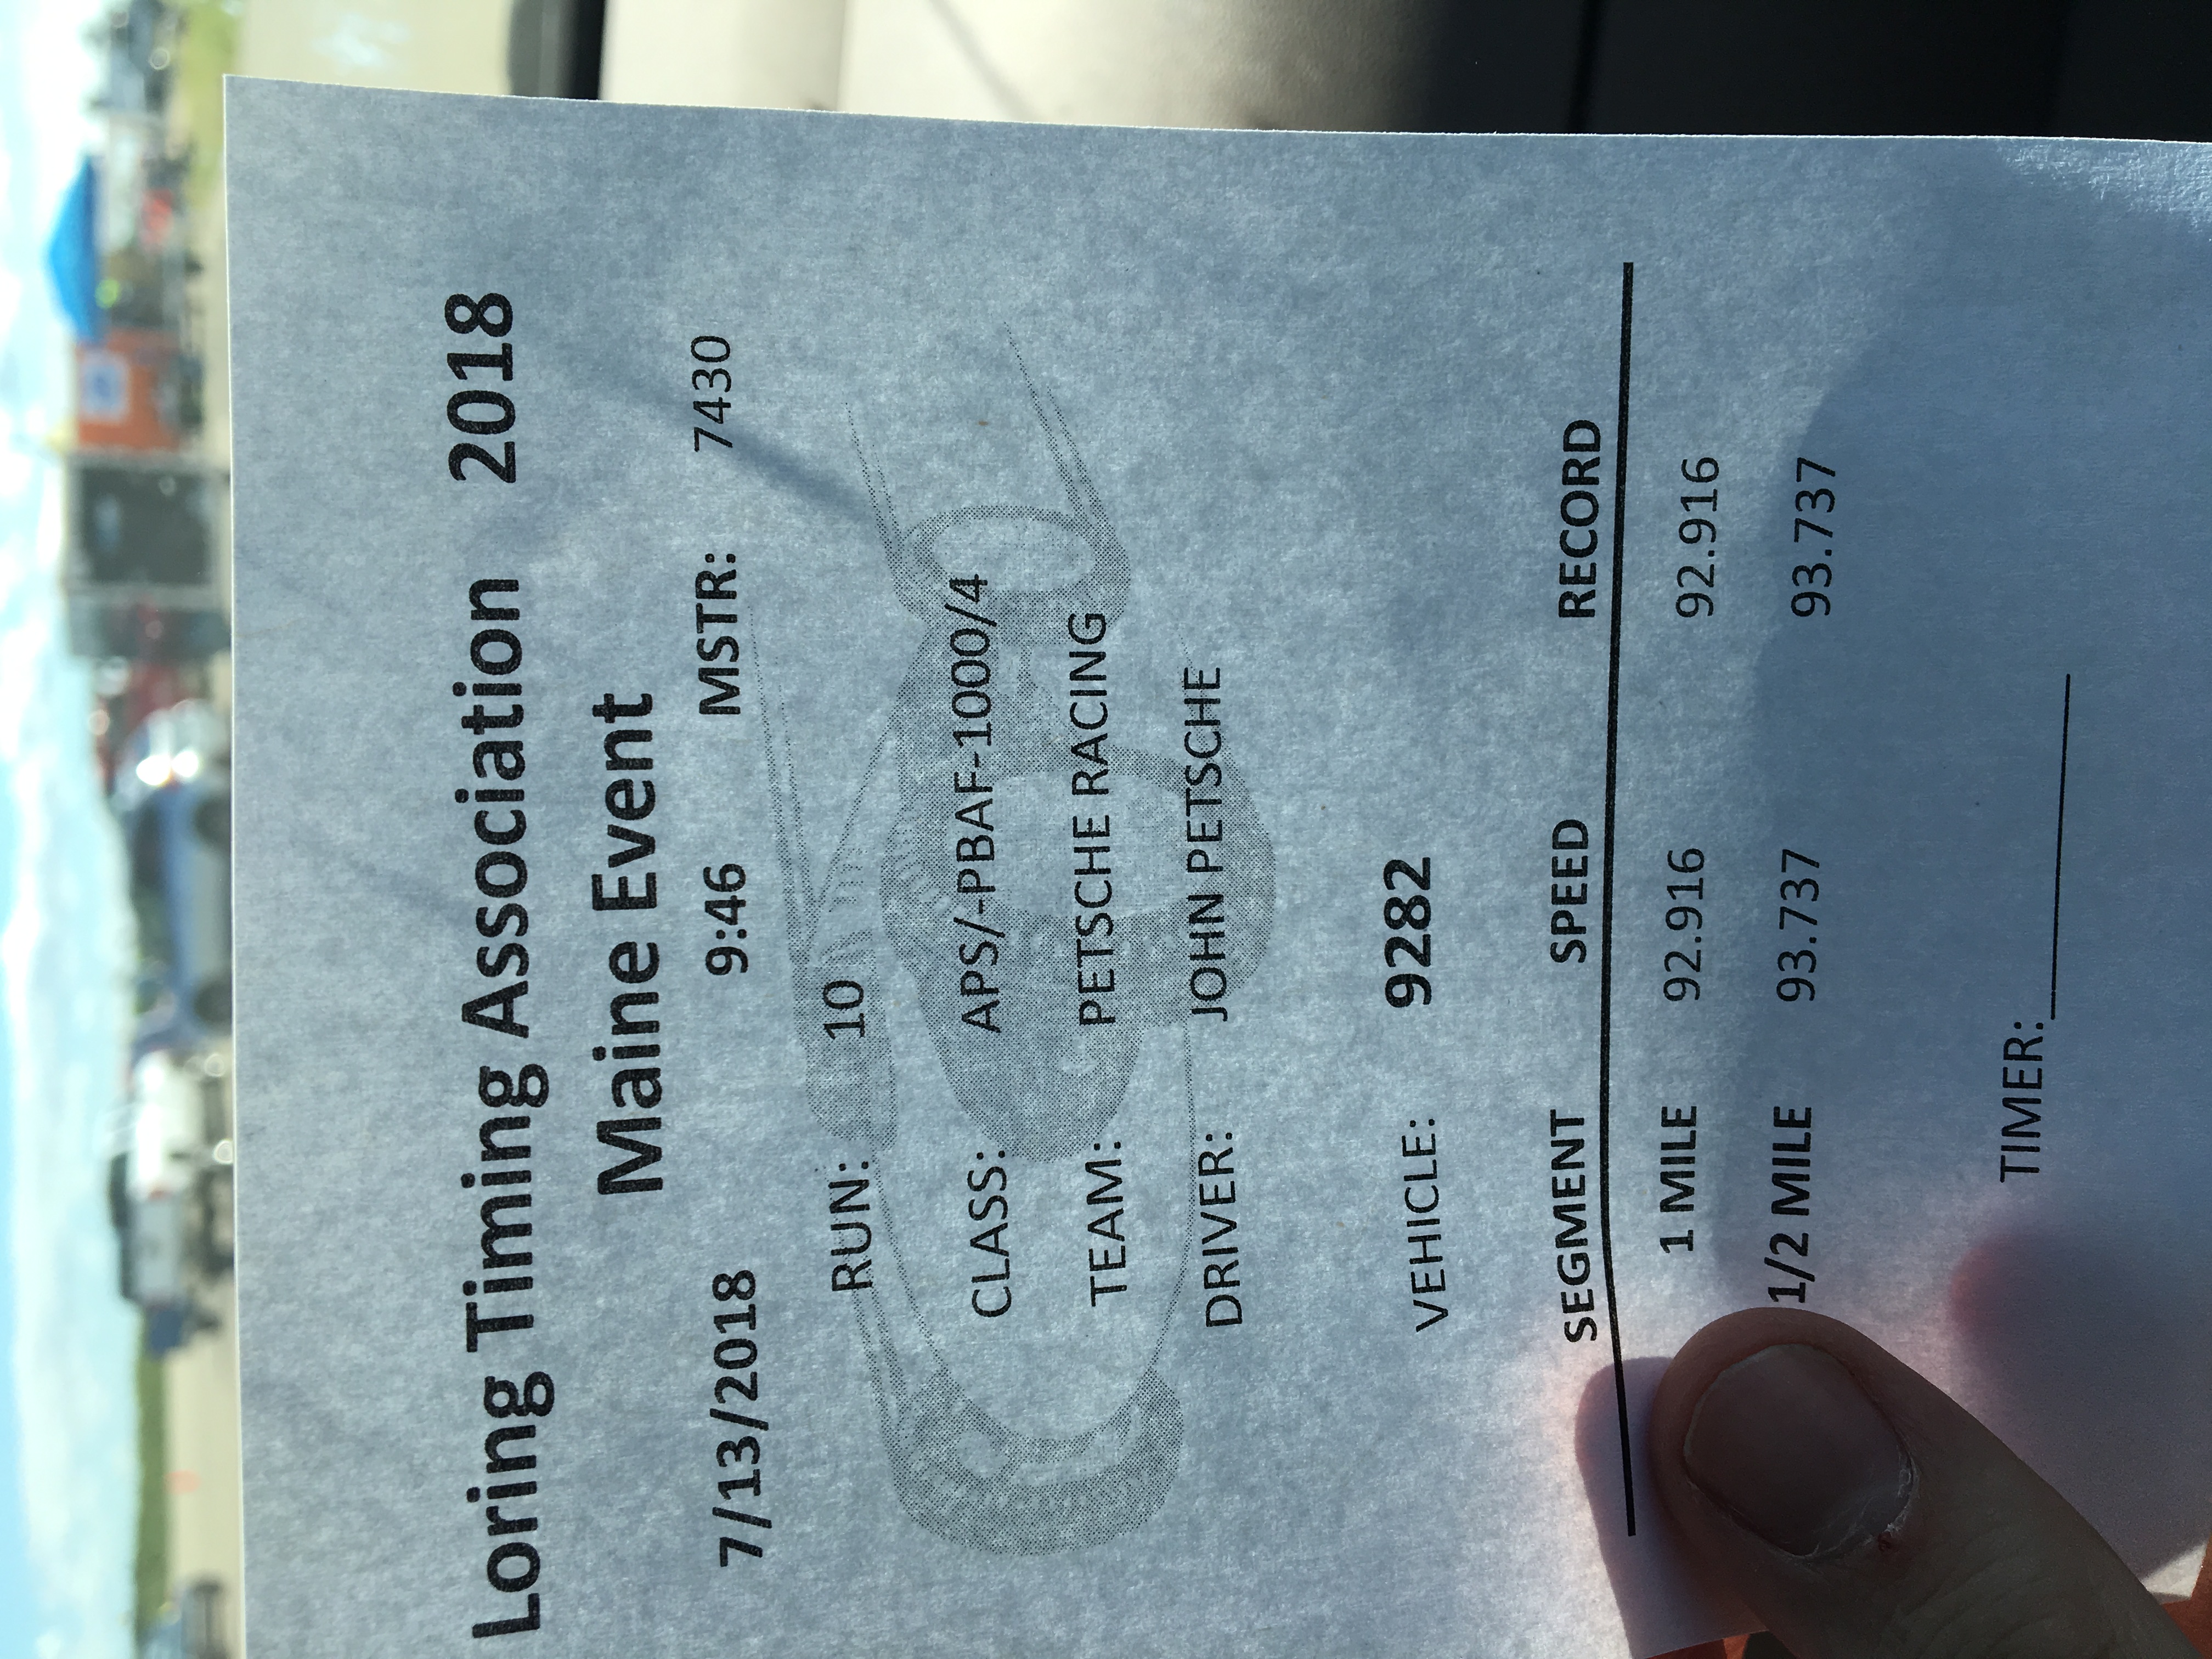 Loring Timing Association 2018
Maine Event
7/13/2018 9:46 MSTR: 7430
RUN: 10
CLASS: APS/-PBAF-1000/4
TEAM: PETSCHE RACING
DRIVER: JOHN PETSCHE
VEHICLE: 9282
SEGMENT SPEED RECORD
1 MILE 92.916 92.916
1/2 MILE 93.737 93.737
TIMER: